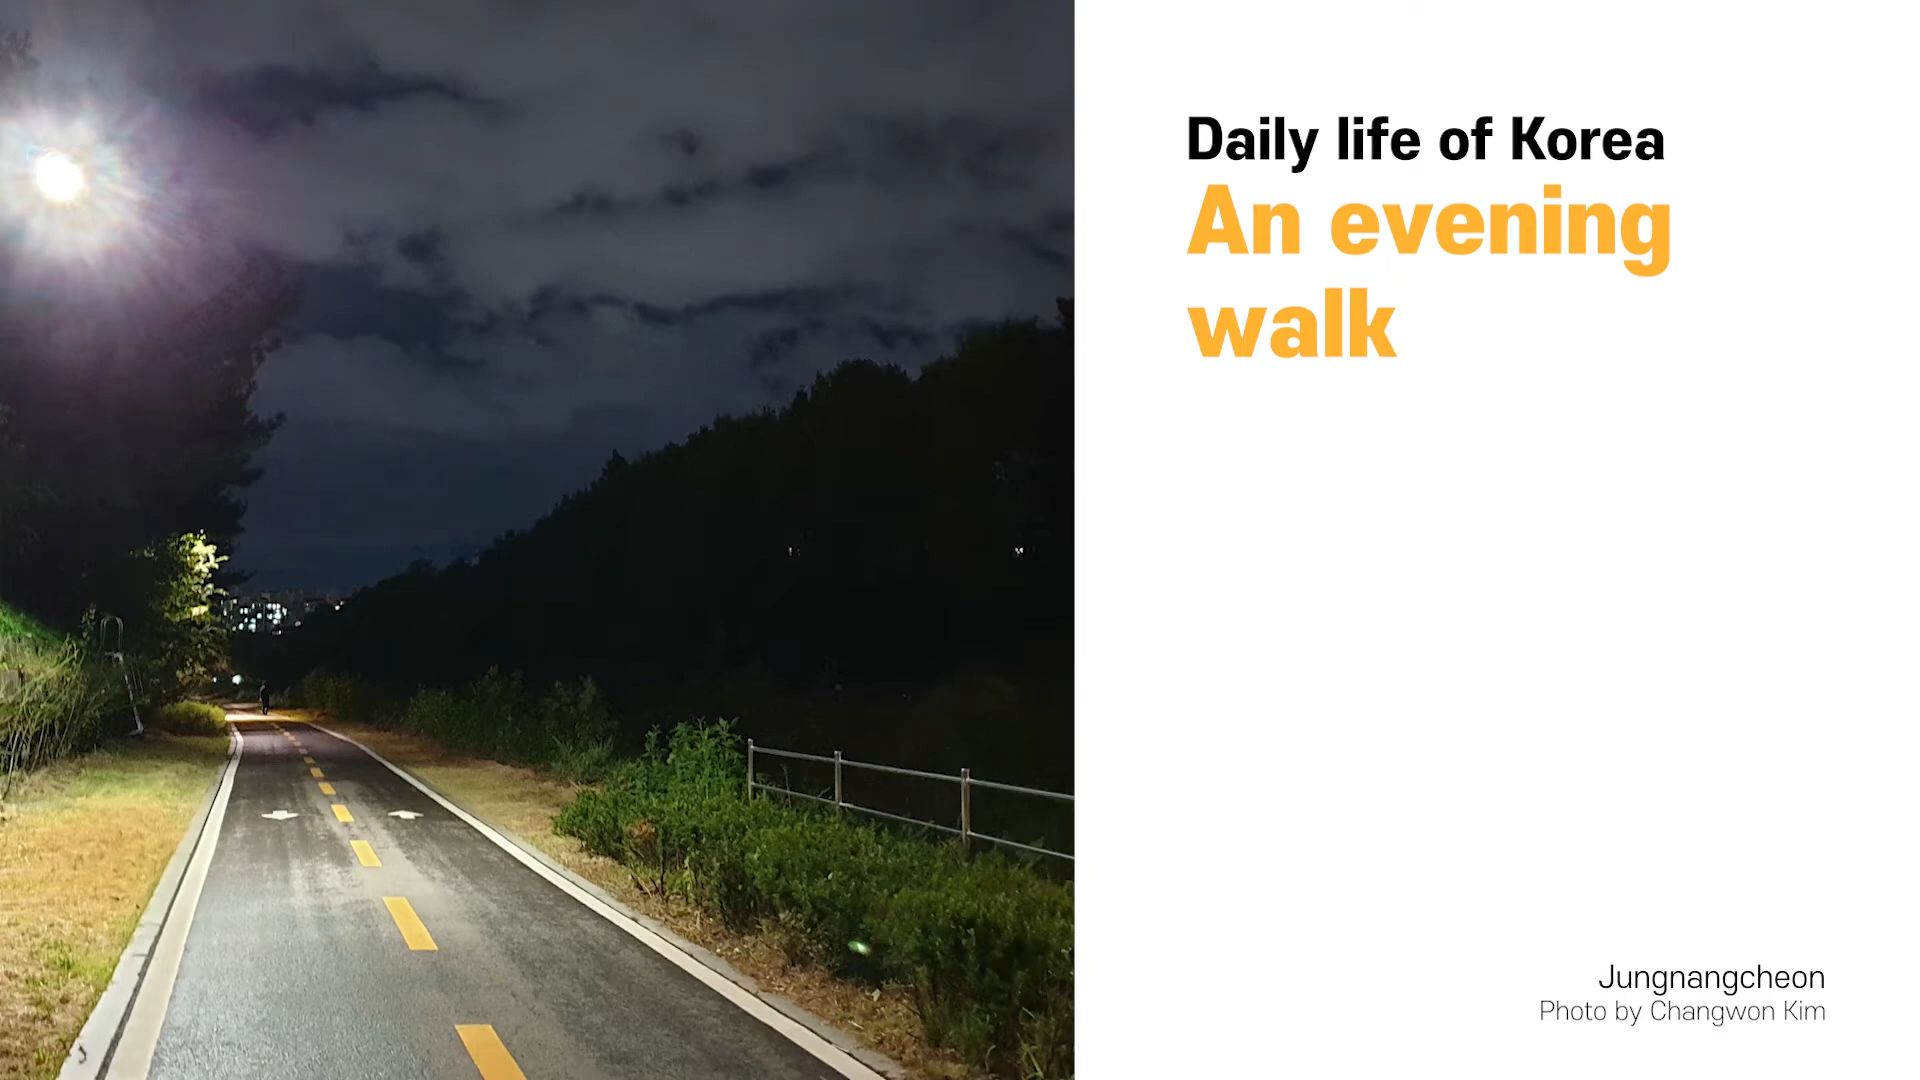 Daily life of Korea
An evening
walk
Jungnangcheon
Photo by Changwon Kim